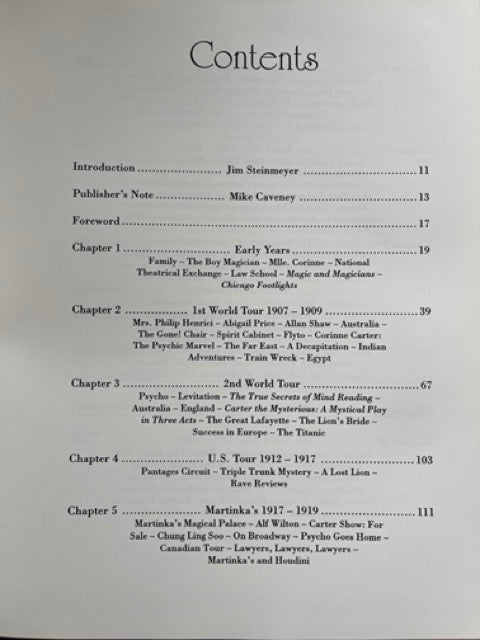 Contents
Introduction ........................ Jim Steinmeyer ................................ 11
Publisher's Note .................... Mike Caveney ................................ 13
Foreword .................................................................................... 17
Chapter 1 ................................ Early Years .................................... 19
Family – The Boy Magician – Mlle. Corinne – National
Theatrical Exchange – Law School – Magic and Magicians –
Chicago Footlights
Chapter 2 .................. 1st World Tour 1907 – 1909 .......................... 39
Mrs. Philip Henrici – Abigail Price – Allan Shaw – Australia –
The Gone! Chair – Spirit Cabinet – Flyto – Corinne Carter:
The Psychic Marvel – The Far East – A Decapitation – Indian
Adventures – Train Wreck – Egypt
Chapter 3 ............................ 2nd World Tour ................................ 67
Psycho – Levitation – The True Secrets of Mind Reading –
Australia – England – Carter the Mysterious: A Mystical Play
in Three Acts – The Great Lafayette – The Lion's Bride –
Success in Europe – The Titanic
Chapter 4 ...................... U.S. Tour 1912 – 1917 .......................... 103
Pantages Circuit – Triple Trunk Mystery – A Lost Lion –
Rave Reviews
Chapter 5 ...................... Martinka's 1917 – 1919 .......................... 111
Martinka's Magical Palace – Alf Wilton – Carter Show: For
Sale – Chung Ling Soo – On Broadway – Psycho Goes Home –
Canadian Tour – Lawyers, Lawyers, Lawyers –
Martinka's and Houdini